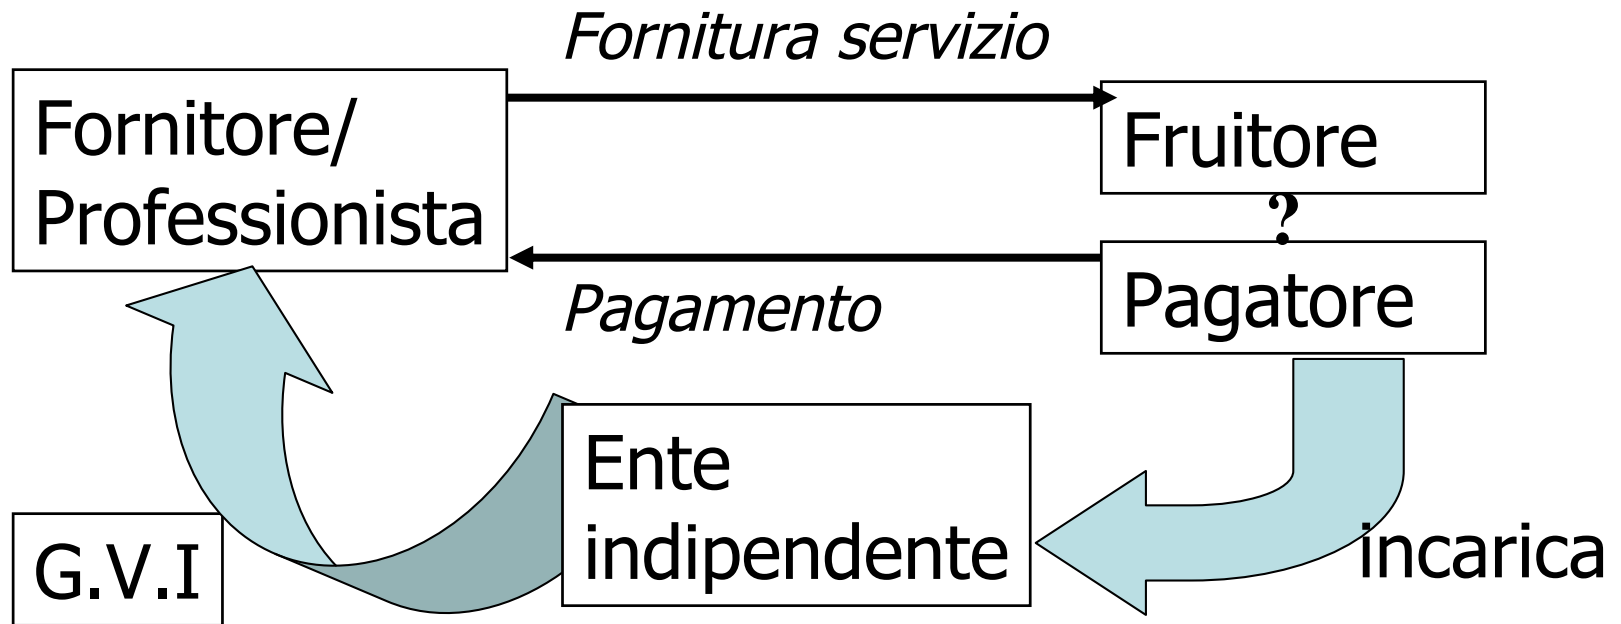 Fornitura servizio
Fornitore/
Professionista
Fruitore
?
Pagamento
Pagatore
Ente
indipendente
incarica
G.V.I